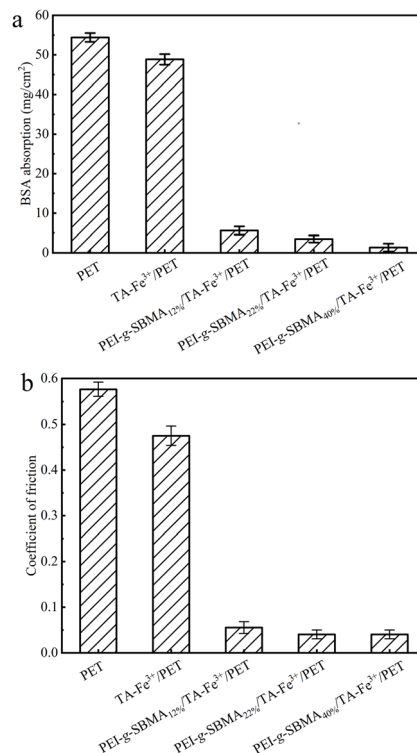 a
60
50
40
30
20
10
0
BSA absorption (mg/cm²)
PET
TA-Fe³⁺/PET
PEI-g-SBMA₁₂%/TA-Fe³⁺/PET
PEI-g-SBMA₂₂%/TA-Fe³⁺/PET
PEI-g-SBMA₄₀%/TA-Fe³⁺/PET
b
0.6
0.5
0.4
0.3
0.2
0.1
0.0
Coefficient of friction
PET
TA-Fe³⁺/PET
PEI-g-SBMA₁₂%/TA-Fe³⁺/PET
PEI-g-SBMA₂₂%/TA-Fe³⁺/PET
PEI-g-SBMA₄₀%/TA-Fe³⁺/PET